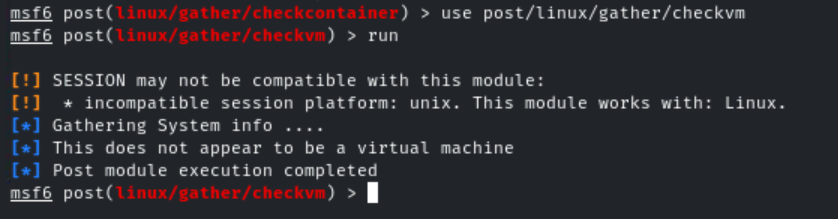 msf6 post(linux/gather/checkcontainer) > use post/linux/gather/checkvm
msf6 post(linux/gather/checkvm) > run
[!] SESSION may not be compatible with this module:
[!]  * incompatible session platform: unix. This module works with: Linux.
[*] Gathering System info ....
[*] This does not appear to be a virtual machine
[*] Post module execution completed
msf6 post(linux/gather/checkvm) >